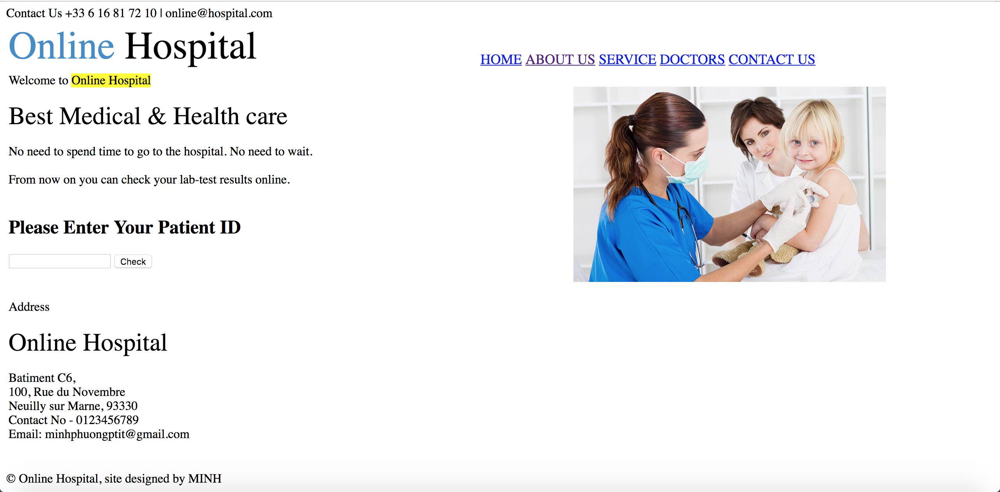 Contact Us +33 6 16 81 72 10 | online@hospital.com
Online Hospital
HOME ABOUT US SERVICE DOCTORS CONTACT US
Welcome to Online Hospital
Best Medical & Health care
No need to spend time to go to the hospital. No need to wait.
From now on you can check your lab-test results online.
Please Enter Your Patient ID
Check
Address
Online Hospital
Batiment C6,
100, Rue du Novembre
Neuilly sur Marne, 93330
Contact No - 0123456789
Email: minhphuongptit@gmail.com
© Online Hospital, site designed by MINH